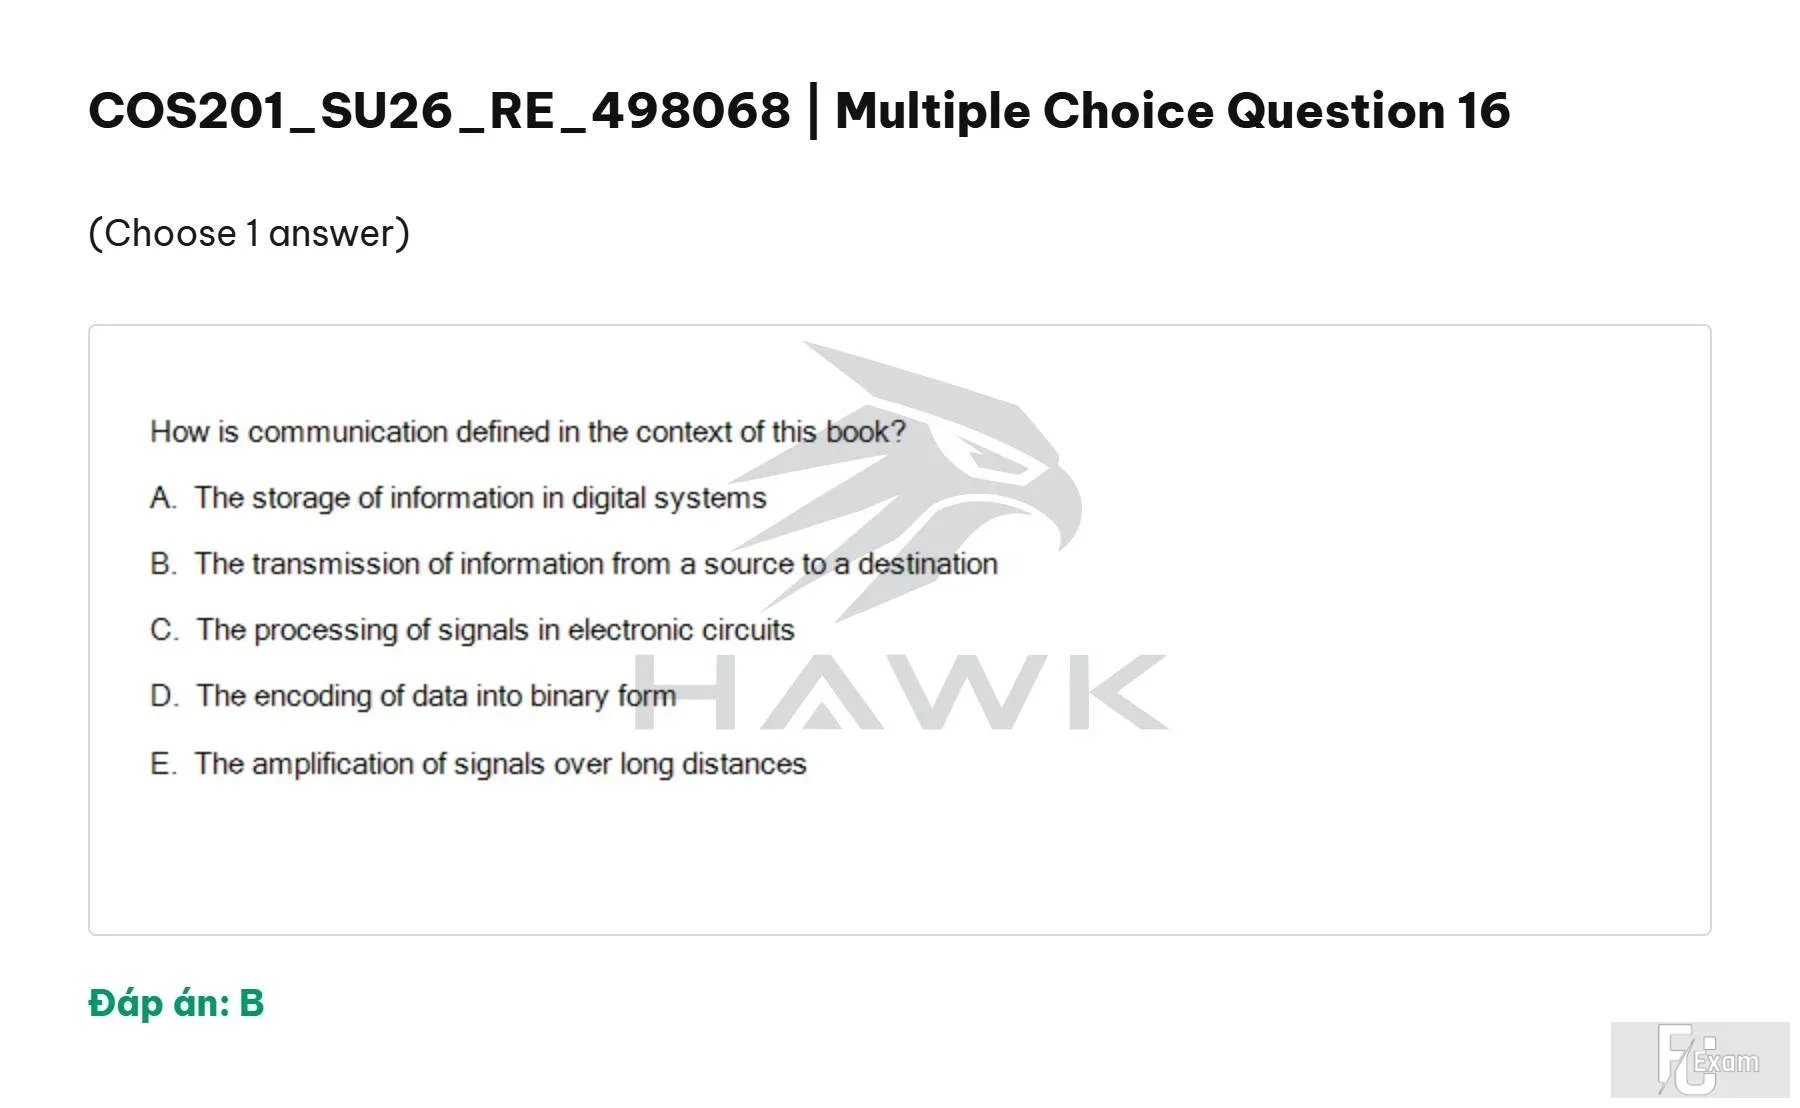 COS201_SU26_RE_498068 | Multiple Choice Question 16
(Choose 1 answer)
How is communication defined in the context of this book?
A. The storage of information in digital systems
B. The transmission of information from a source to a destination
C. The processing of signals in electronic circuits
D. The encoding of data into binary form
E. The amplification of signals over long distances
HAWK
Đáp án: B
FU Exam